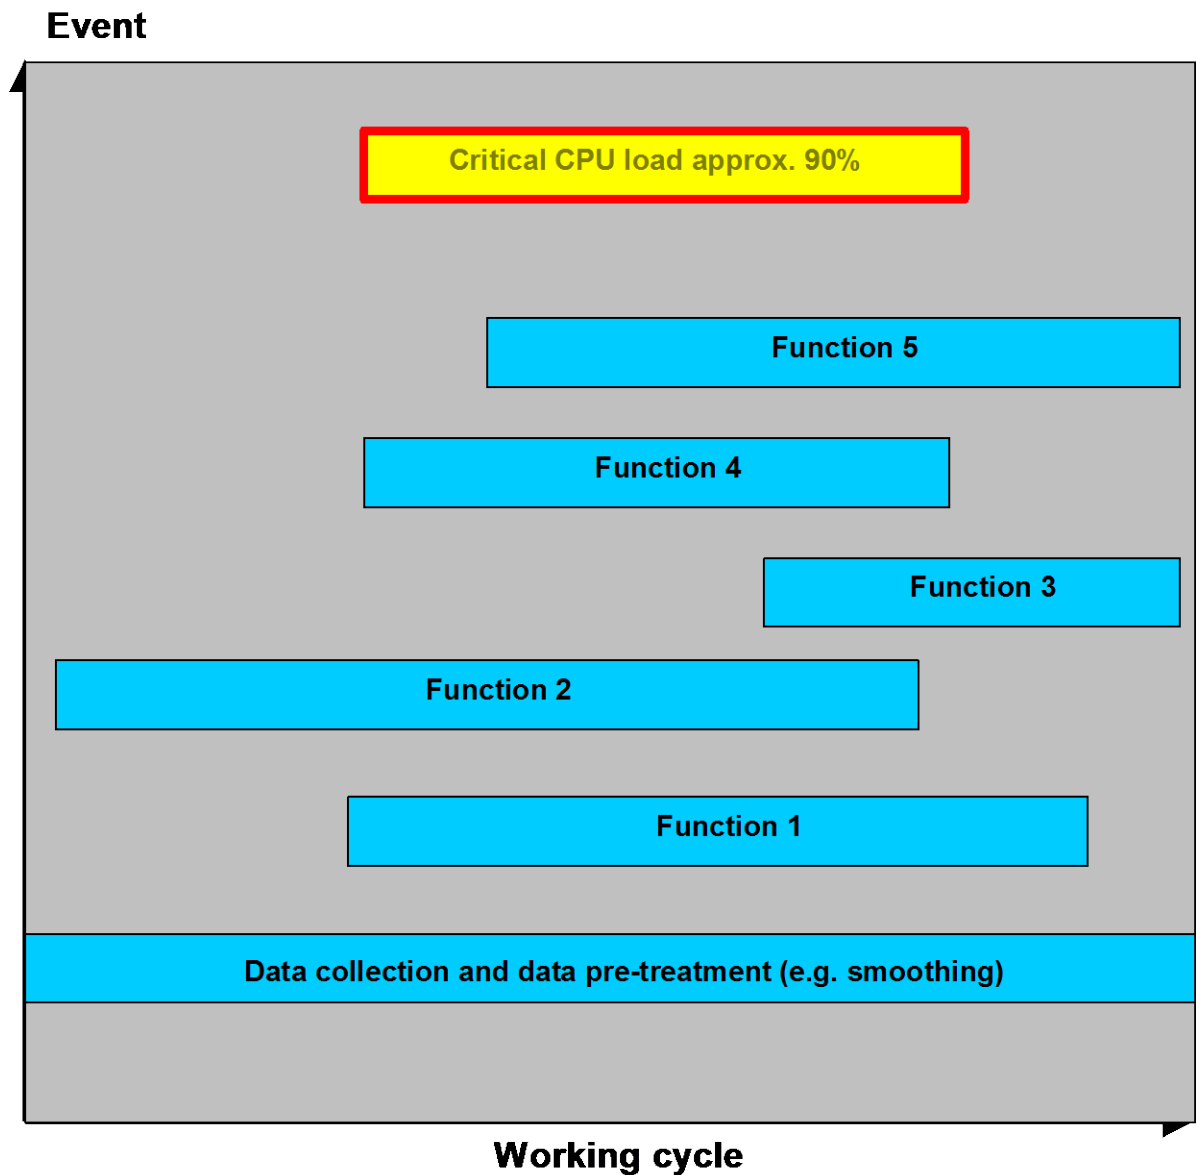 Event
Critical CPU load approx. 90%
Function 5
Function 4
Function 3
Function 2
Function 1
Data collection and data pre-treatment (e.g. smoothing)
Working cycle